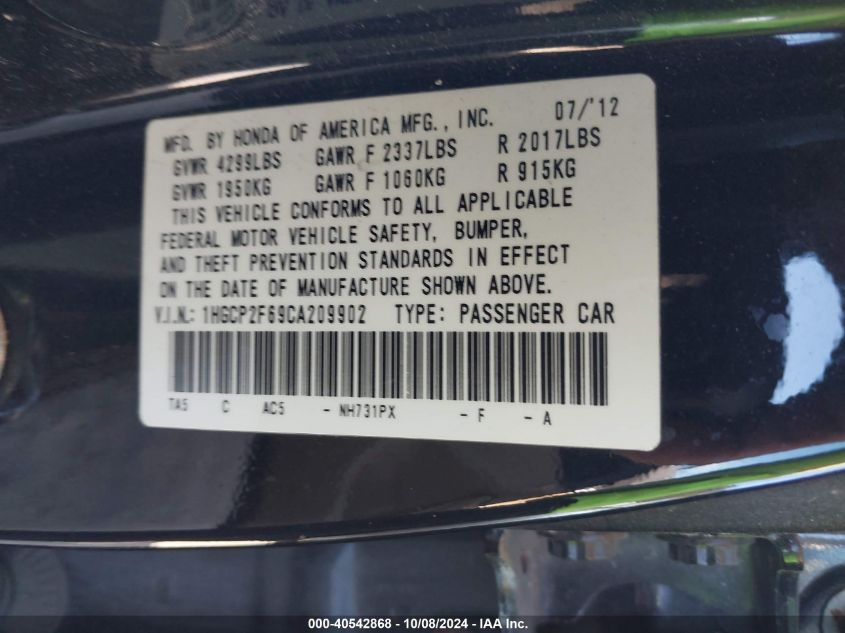 MFD. BY HONDA OF AMERICA MFG., INC. 07/'12
GVWR 4299LBS GAWR F 2337LBS R 2017LBS
GVWR 1950KG GAWR F 1060KG R 915KG
THIS VEHICLE CONFORMS TO ALL APPLICABLE
FEDERAL MOTOR VEHICLE SAFETY, BUMPER,
AND THEFT PREVENTION STANDARDS IN EFFECT
ON THE DATE OF MANUFACTURE SHOWN ABOVE.
V.I.N.: 1HGCP2F69CA209902 TYPE: PASSENGER CAR
TA5 C AC5 - NH731PX - F - A
000-40542868 - 10/08/2024 - IAA Inc.